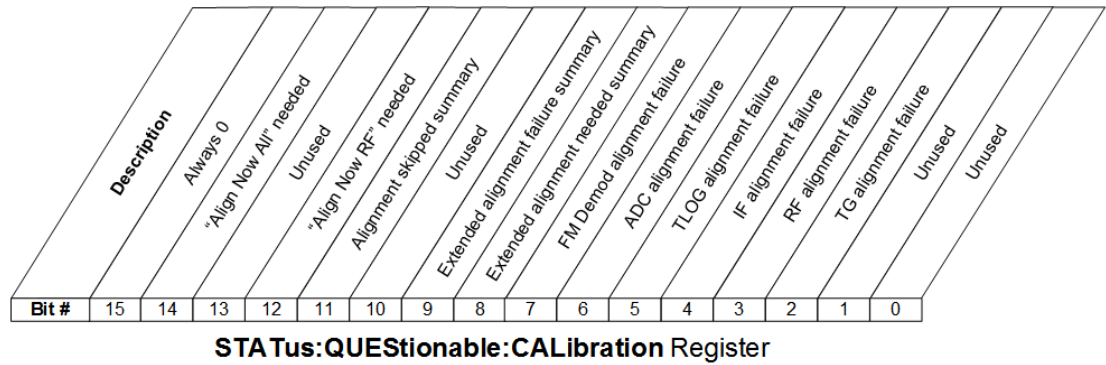 Description
Always 0
“Align Now All” needed
Unused
“Align Now RF” needed
Alignment skipped summary
Unused
Extended alignment failure summary
Extended alignment needed summary
FM Demod alignment failure
ADC alignment failure
TLOG alignment failure
IF alignment failure
RF alignment failure
TG alignment failure
Unused
Unused
Bit # 15 14 13 12 11 10 9 8 7 6 5 4 3 2 1 0
STATus:QUEStionable:CALibration Register